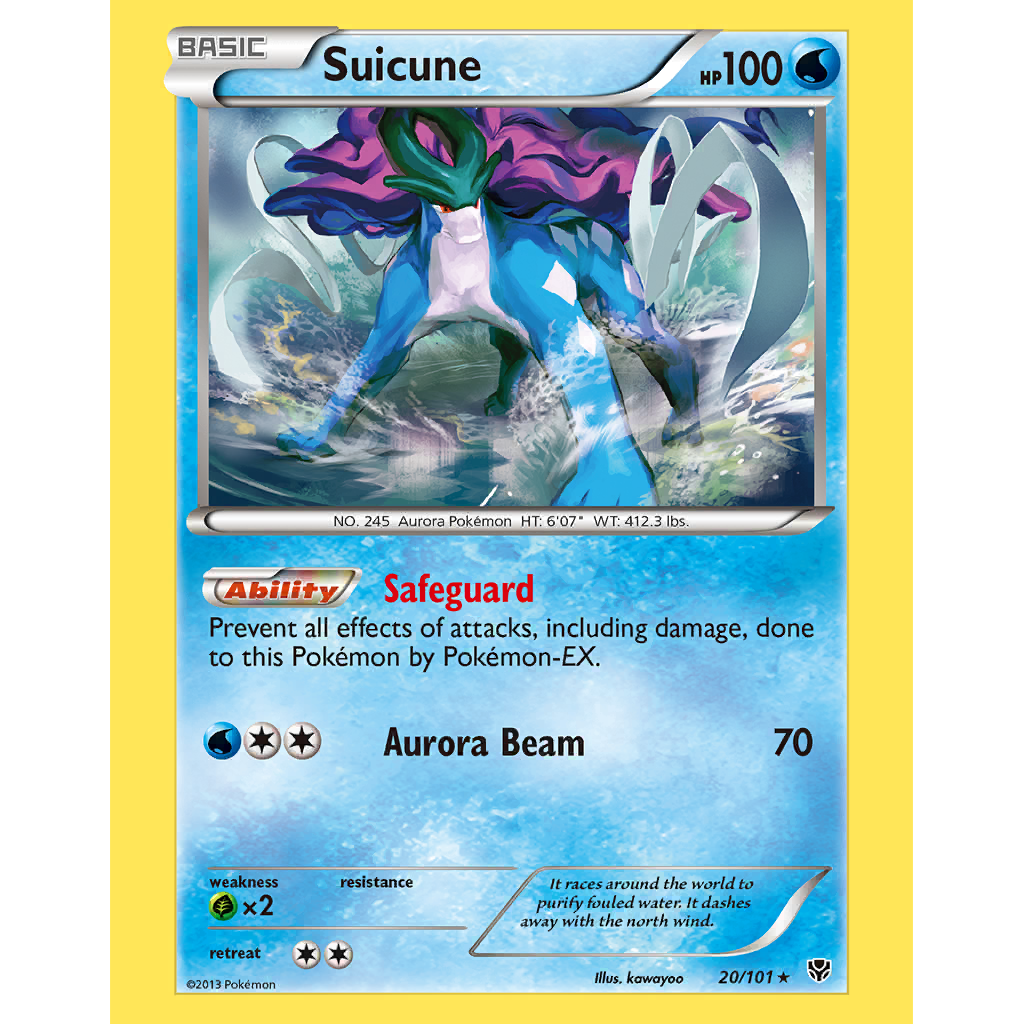 BASIC Suicune HP100
NO. 245 Aurora Pokémon HT: 6'07" WT: 412.3 lbs.
Ability Safeguard
Prevent all effects of attacks, including damage, done
to this Pokémon by Pokémon-EX.
Aurora Beam 70
weakness resistance
×2
It races around the world to
purify fouled water. It dashes
away with the north wind.
retreat
©2013 Pokémon Illus. kawayoo 20/101 ★